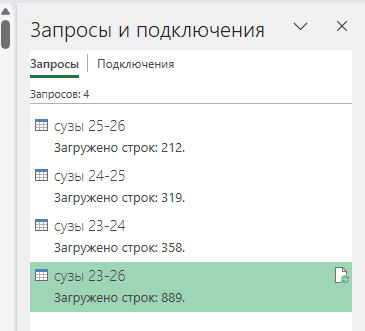 Запросы и подключения
Запросы | Подключения
Запросов: 4
сузы 25-26
Загружено строк: 212.
сузы 24-25
Загружено строк: 319.
сузы 23-24
Загружено строк: 358.
сузы 23-26
Загружено строк: 889.